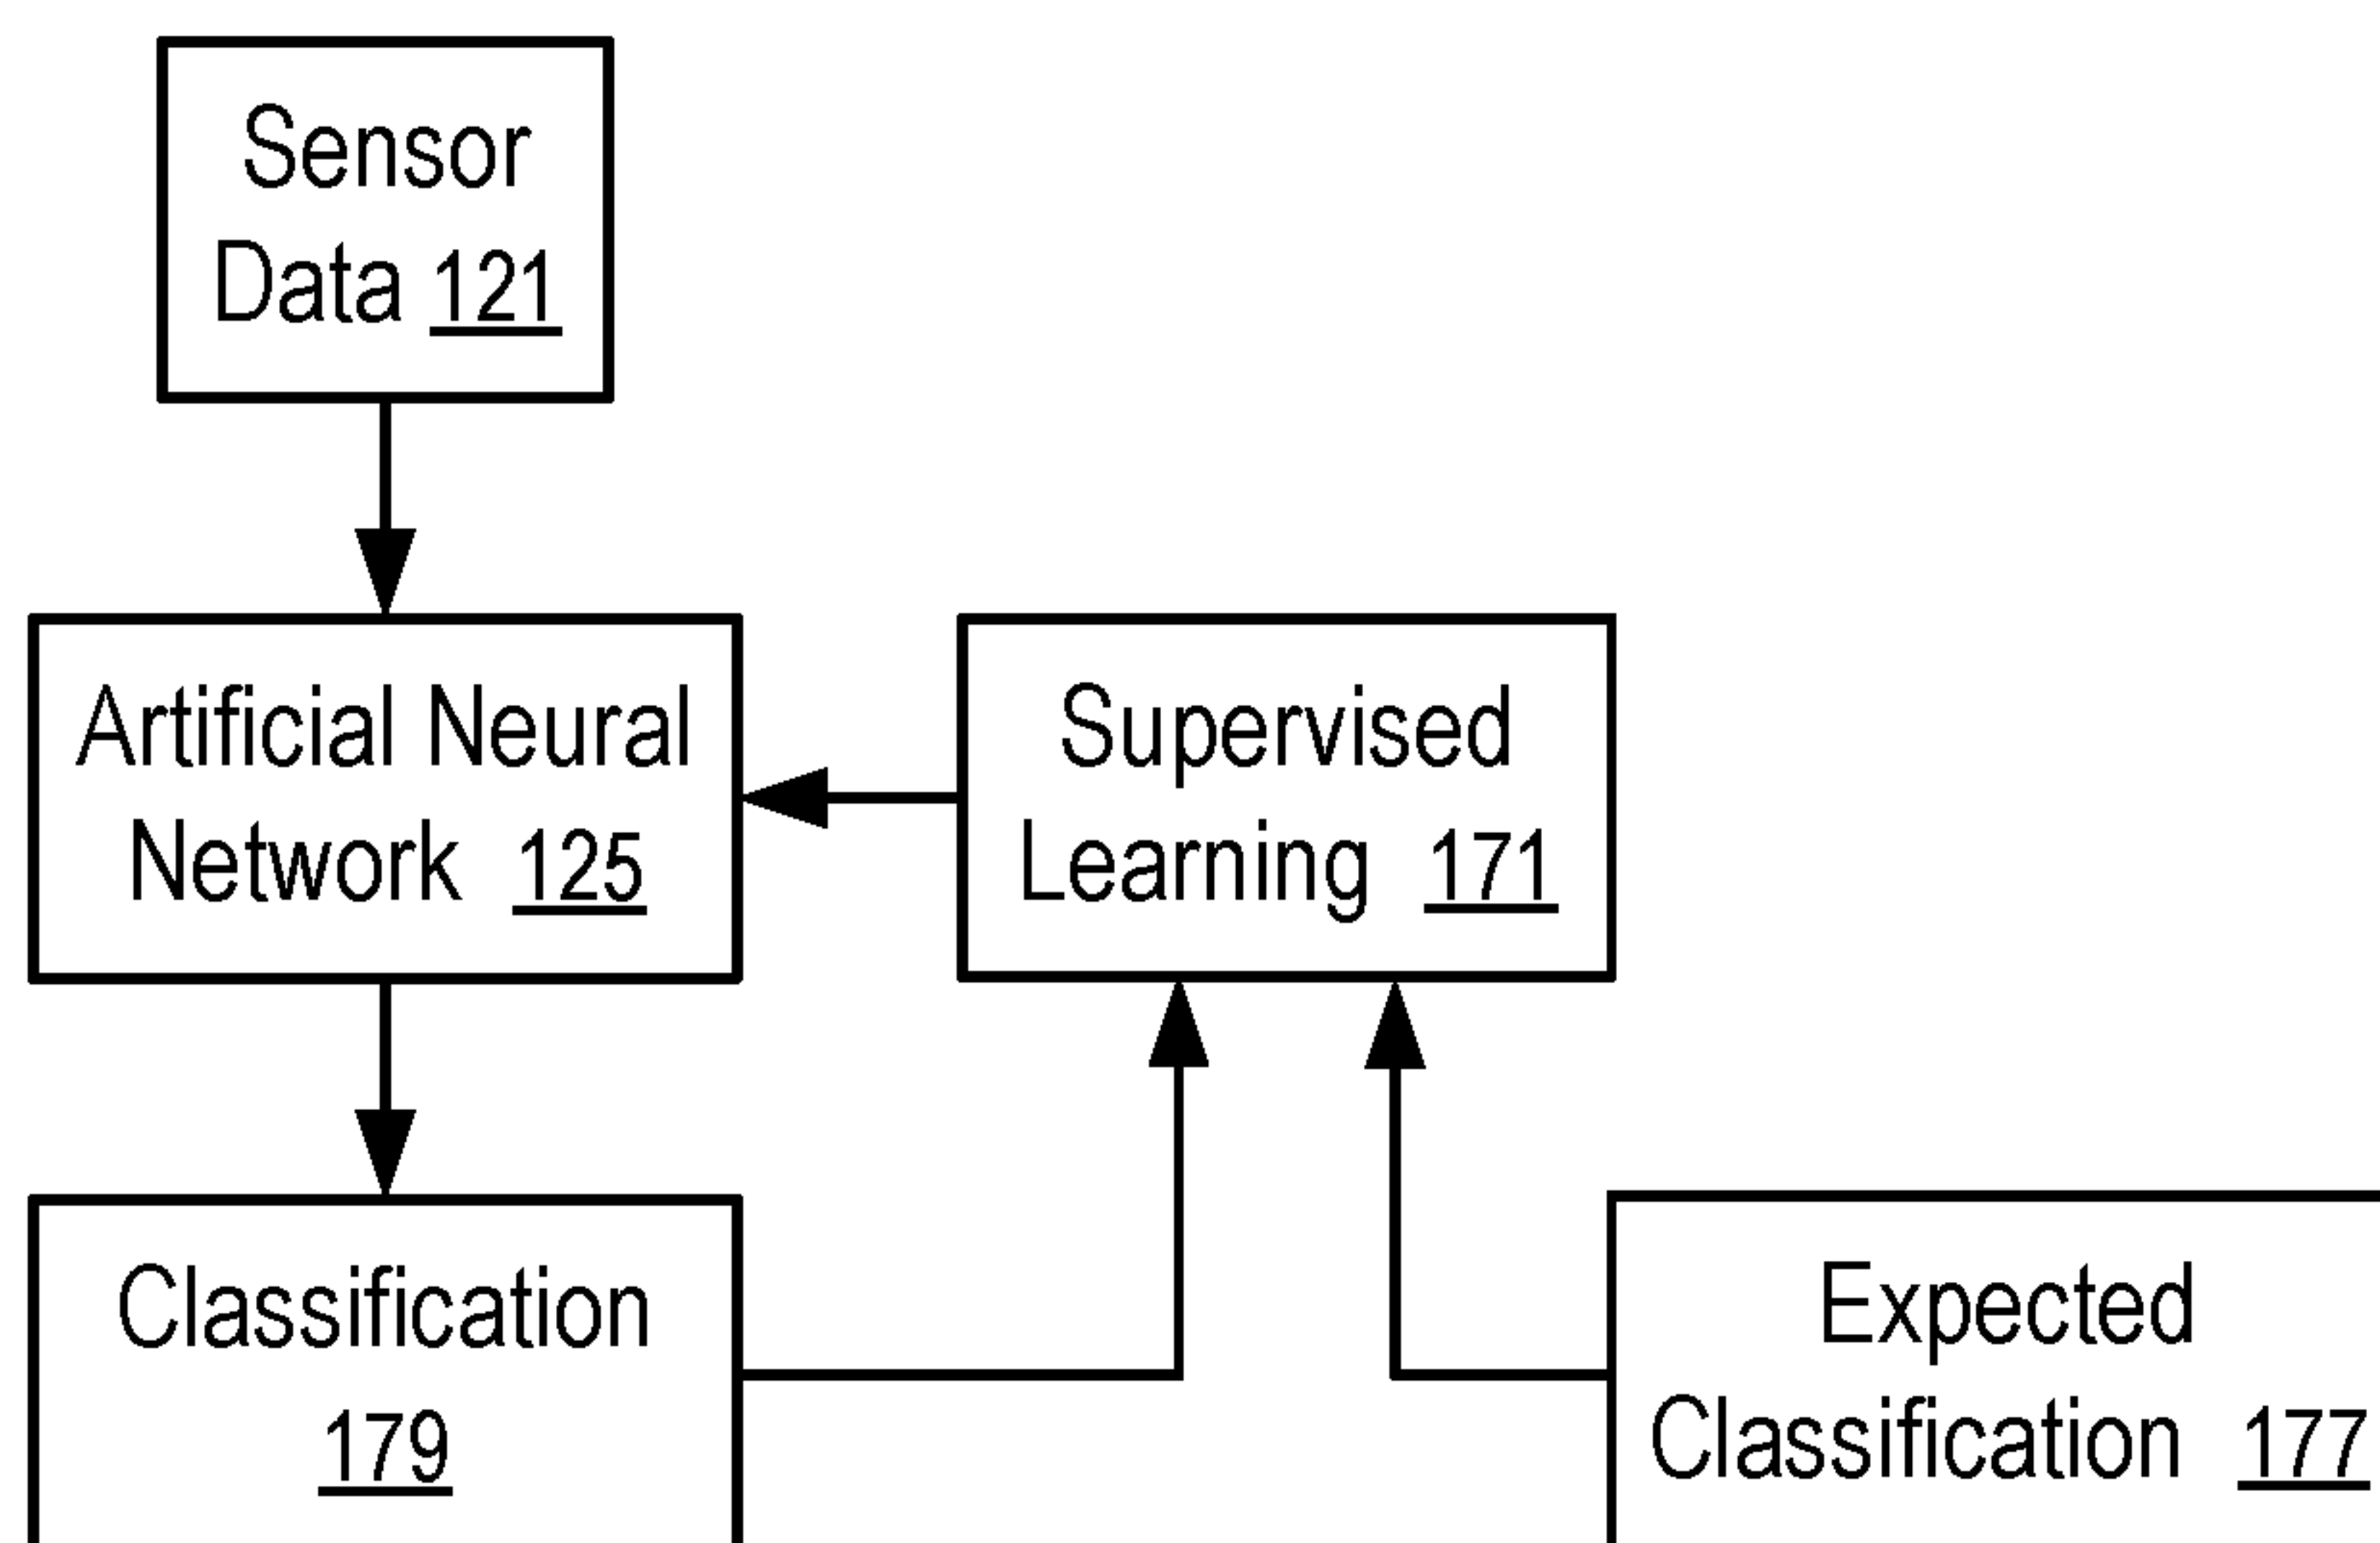 Sensor
Data 121
Artificial Neural
Network 125
Supervised
Learning 171
Classification
179
Expected
Classification 177